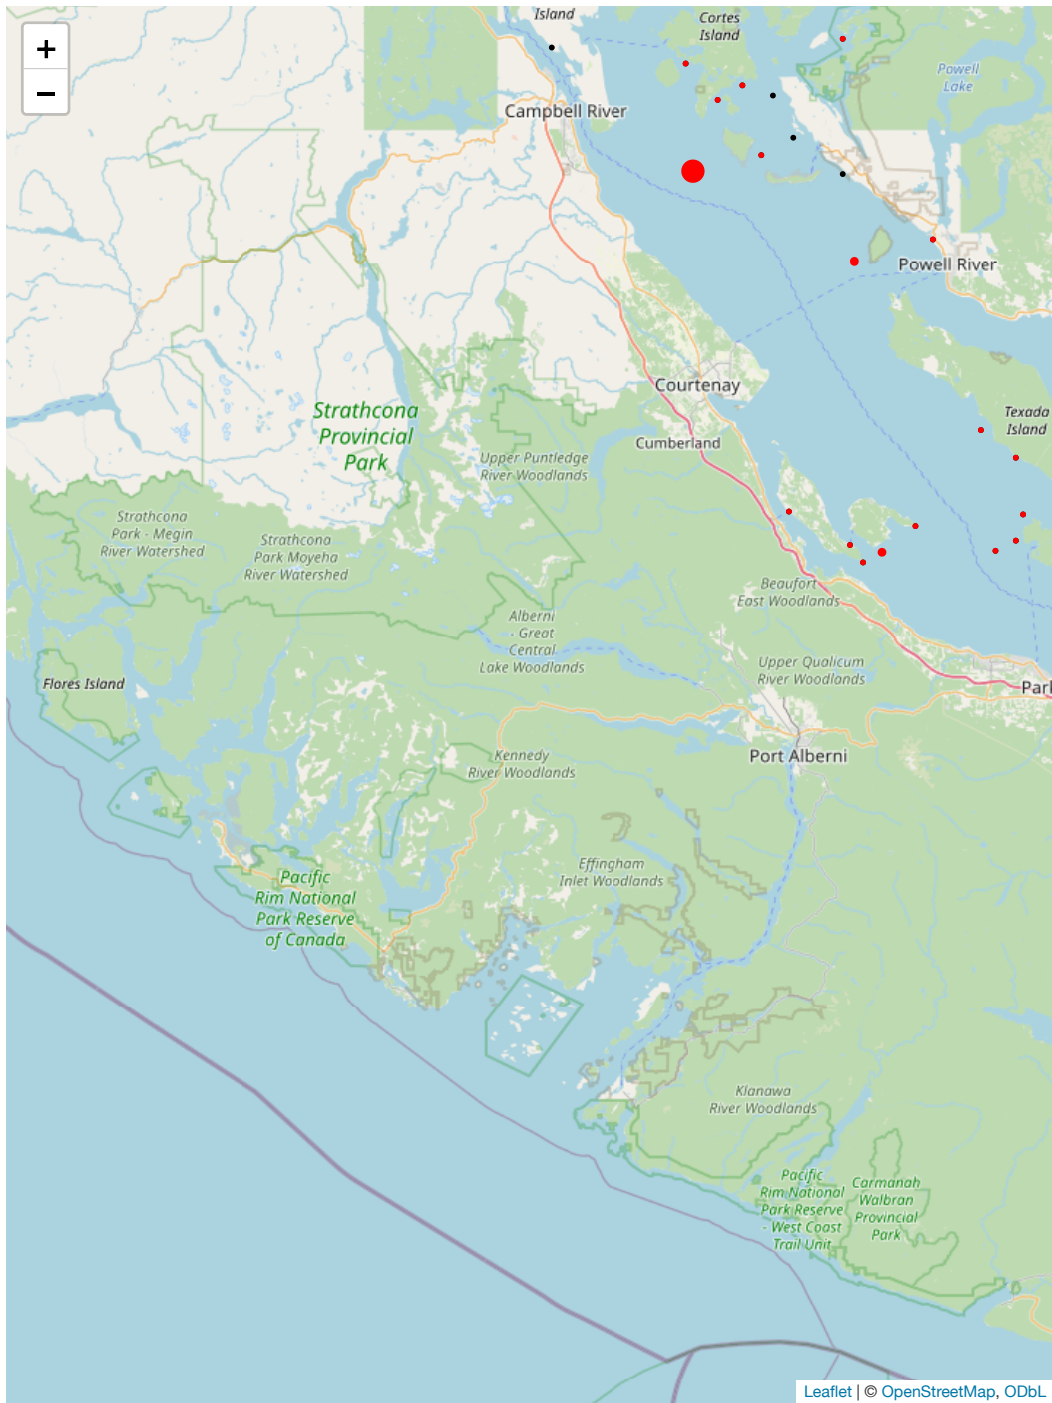 Island
Cortes
Island
+
−
Campbell River
Powell
Lake
Powell River
Courtenay
Cumberland
Texada
Island
Strathcona
Provincial
Park
Upper Puntledge
River Woodlands
Strathcona
Park - Megin
River Watershed
Strathcona
Park Moyeha
River Watershed
Beaufort
East Woodlands
Alberni
- Great
Central
Lake Woodlands
Upper Qualicum
River Woodlands
Flores Island
Park
Port Alberni
Kennedy
River Woodlands
Effingham
Inlet Woodlands
Pacific
Rim National
Park Reserve
of Canada
Klanawa
River Woodlands
Pacific
Rim National
Park Reserve
- West Coast
Trail Unit
Carmanah
Walbran
Provincial
Park
Leaflet | © OpenStreetMap, ODbL